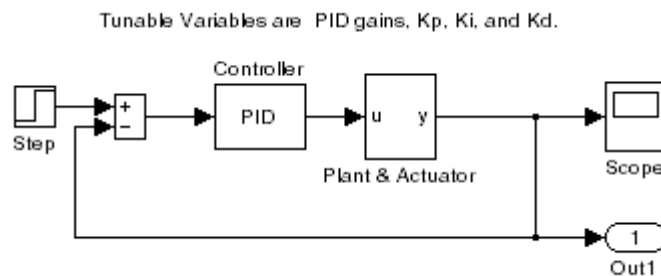 Tunable Variables are PID gains, Kp, Ki, and Kd.
Controller
+
−
PID
u y
Step
Plant & Actuator
Scope
1
Out1